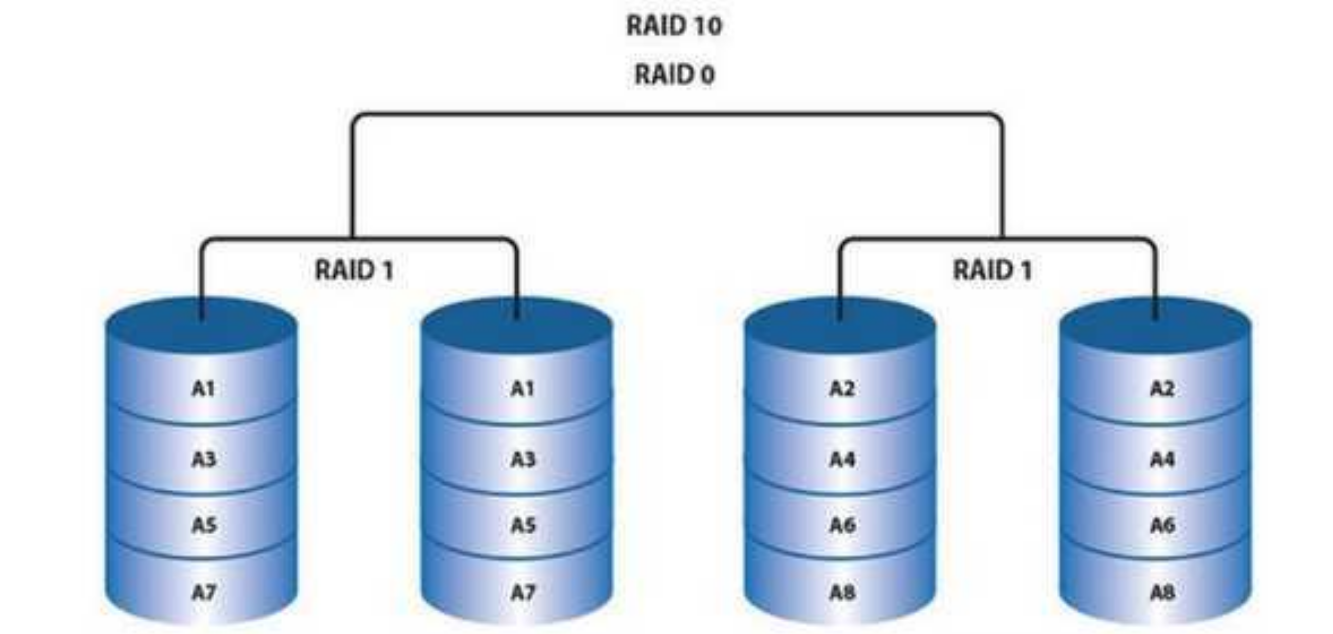 RAID 10
RAID 0
RAID 1 RAID 1
A1 A1 A2 A2
A3 A3 A4 A4
A5 A5 A6 A6
A7 A7 A8 A8